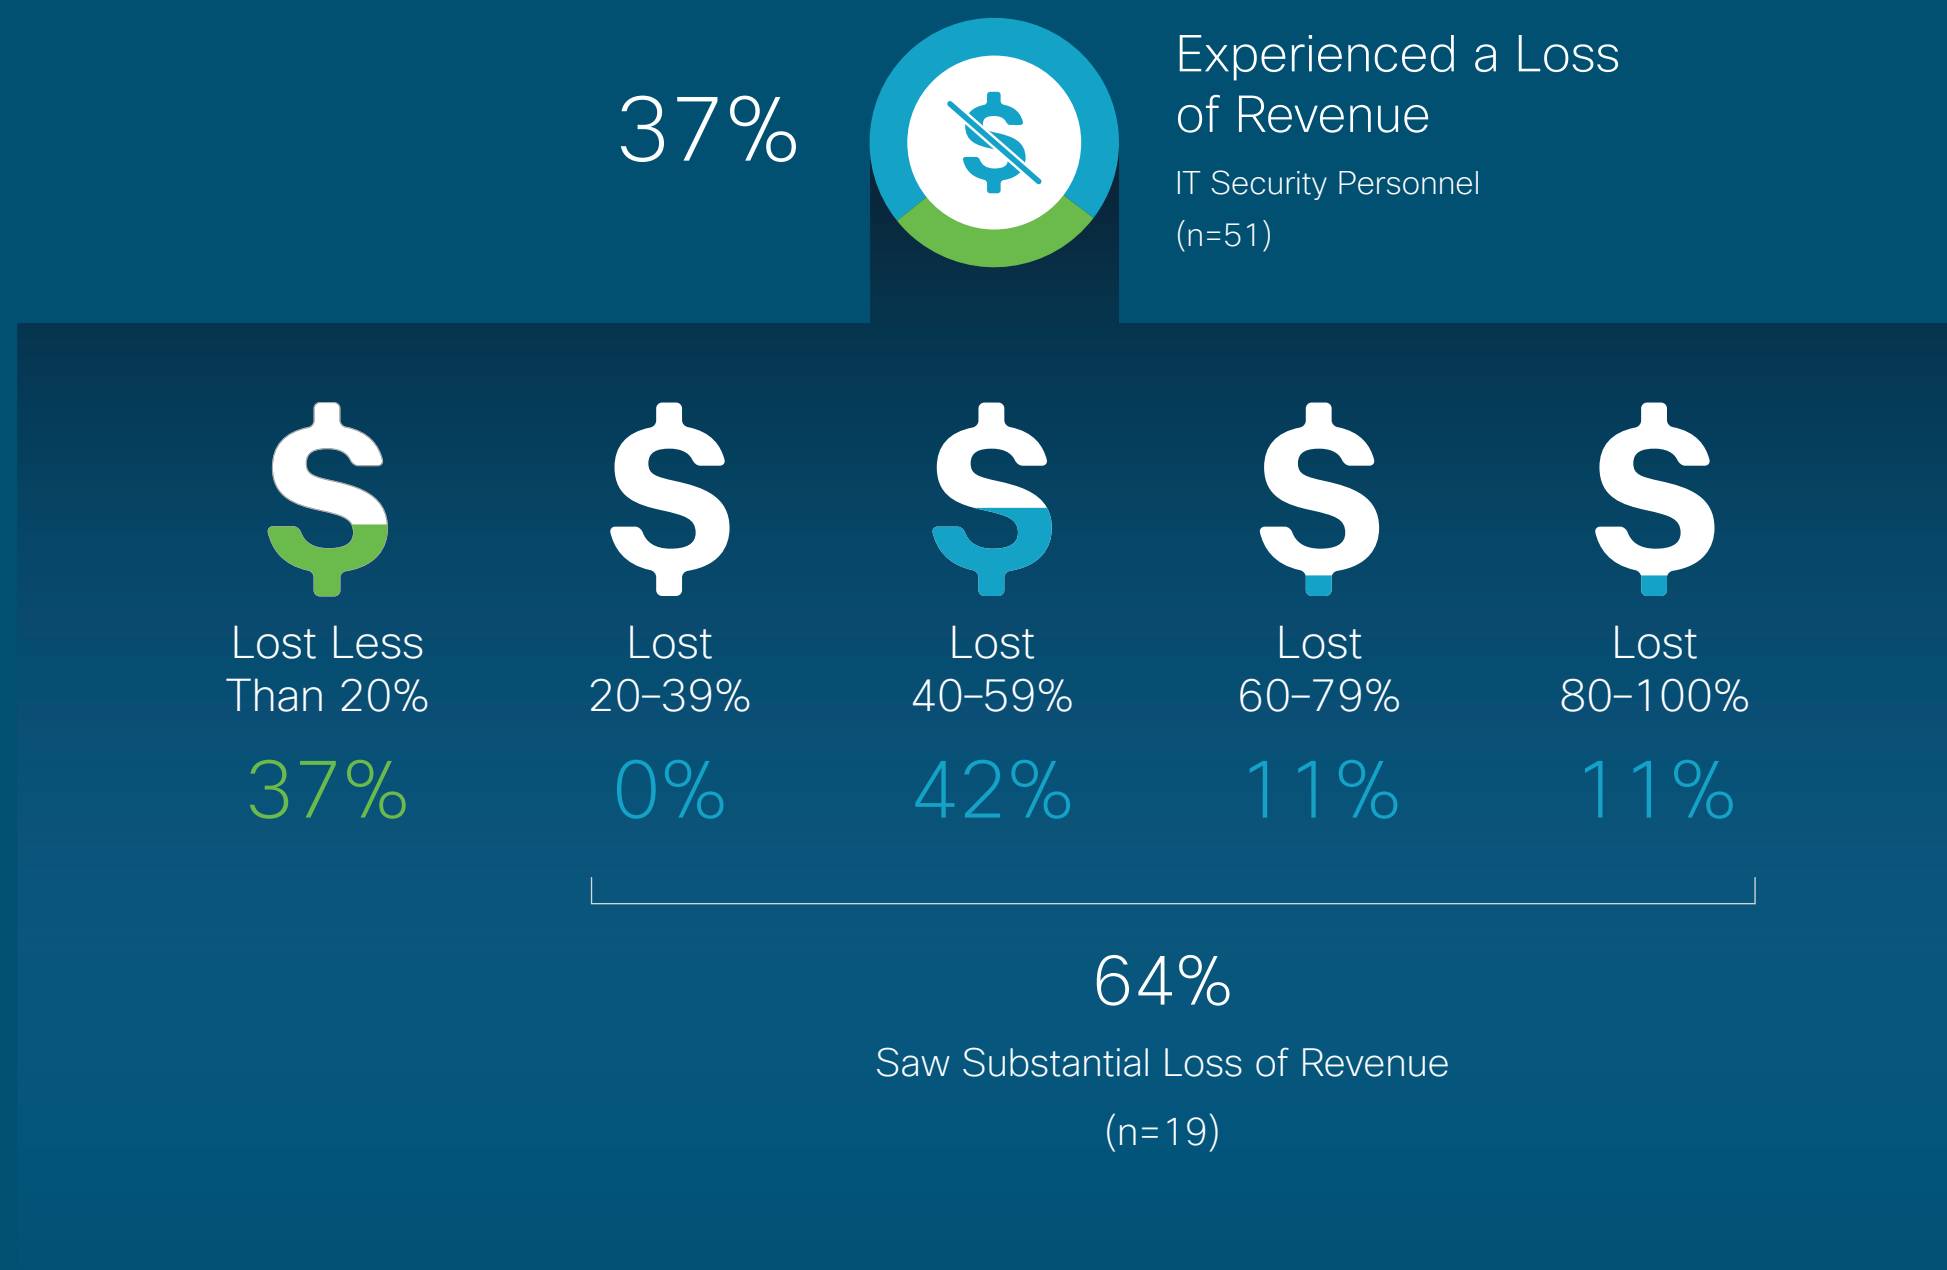 37%
Experienced a Loss
of Revenue
IT Security Personnel
(n=51)
Lost Less
Than 20%
37%
Lost
20–39%
0%
Lost
40–59%
42%
Lost
60–79%
11%
Lost
80–100%
11%
64%
Saw Substantial Loss of Revenue
(n=19)